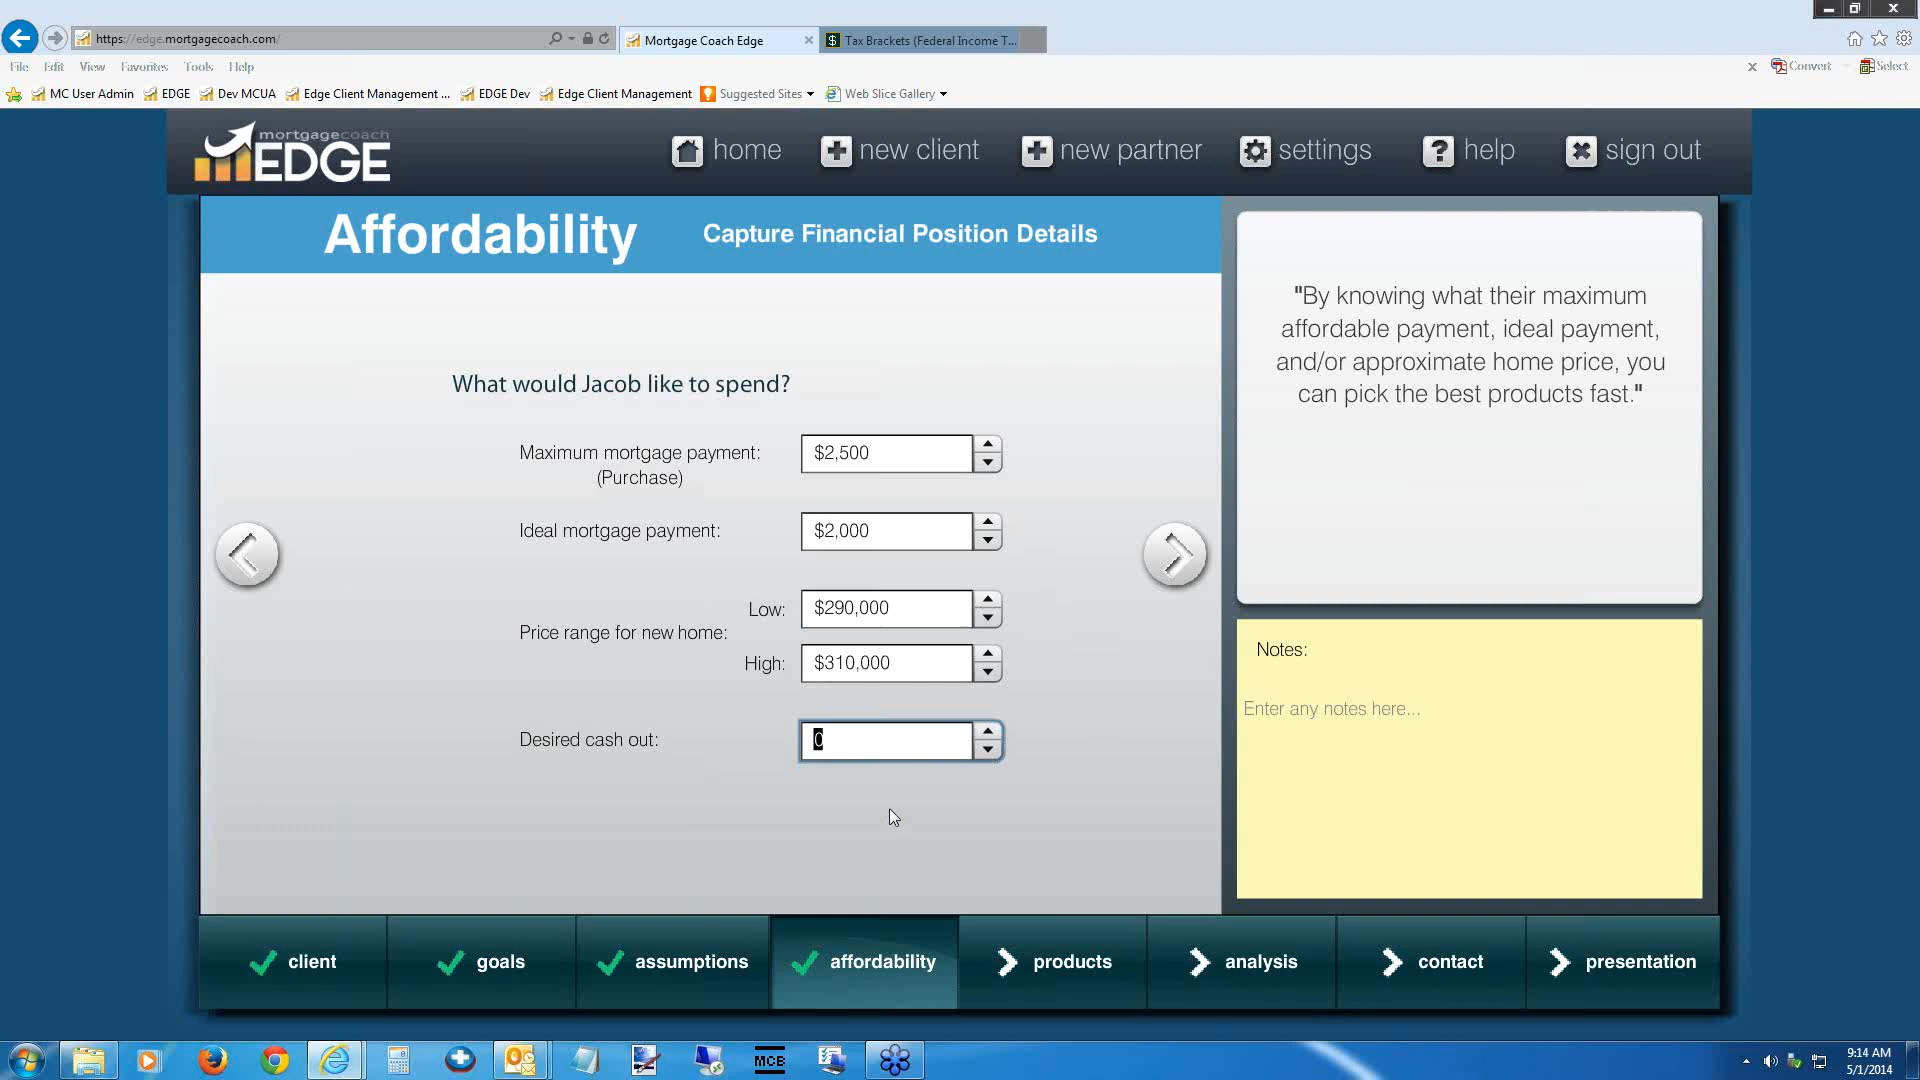 https://edge.mortgagecoach.com/
Mortgage Coach Edge
Tax Brackets (Federal Income T...
File Edit View Favorites Tools Help
Convert
Select
MC User Admin EDGE Dev MCUA Edge Client Management ... EDGE Dev Edge Client Management Suggested Sites Web Slice Gallery
mortgagecoach
EDGE
home new client new partner settings help sign out
Affordability
Capture Financial Position Details
What would Jacob like to spend?
Maximum mortgage payment:
(Purchase)
$2,500
Ideal mortgage payment:
$2,000
Price range for new home:
Low:
$290,000
High:
$310,000
Desired cash out:
0
"By knowing what their maximum
affordable payment, ideal payment,
and/or approximate home price, you
can pick the best products fast."
Notes:
Enter any notes here...
client goals assumptions affordability products analysis contact presentation
MCB
9:14 AM
5/1/2014